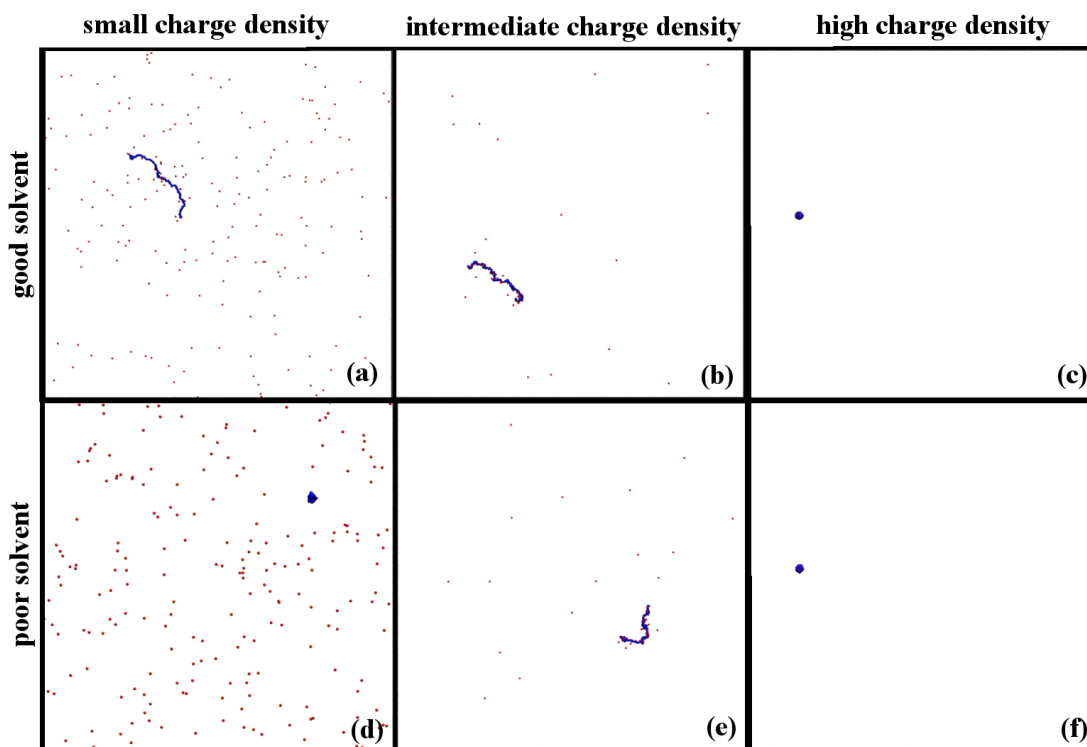 small charge density
intermediate charge density
high charge density
good solvent
(a)
(b)
(c)
poor solvent
(d)
(e)
(f)